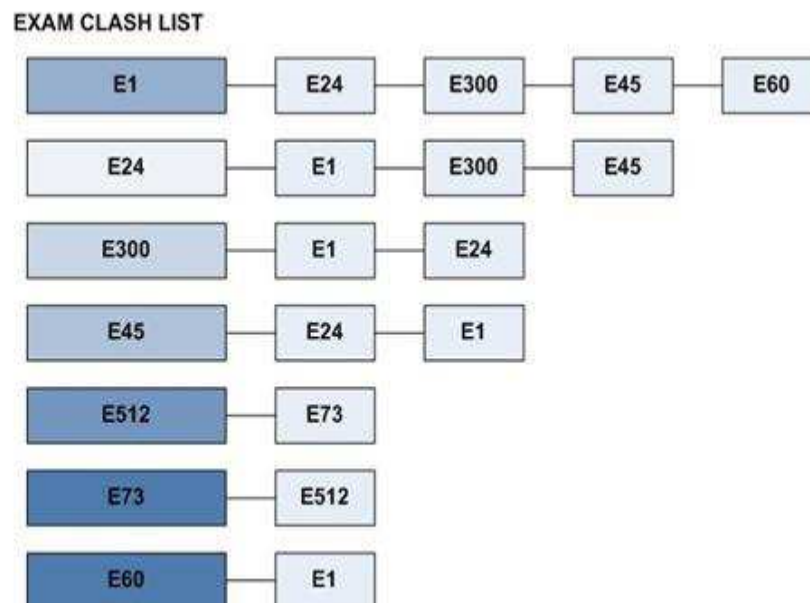 EXAM CLASH LIST
E1 E24 E300 E45 E60
E24 E1 E300 E45
E300 E1 E24
E45 E24 E1
E512 E73
E73 E512
E60 E1